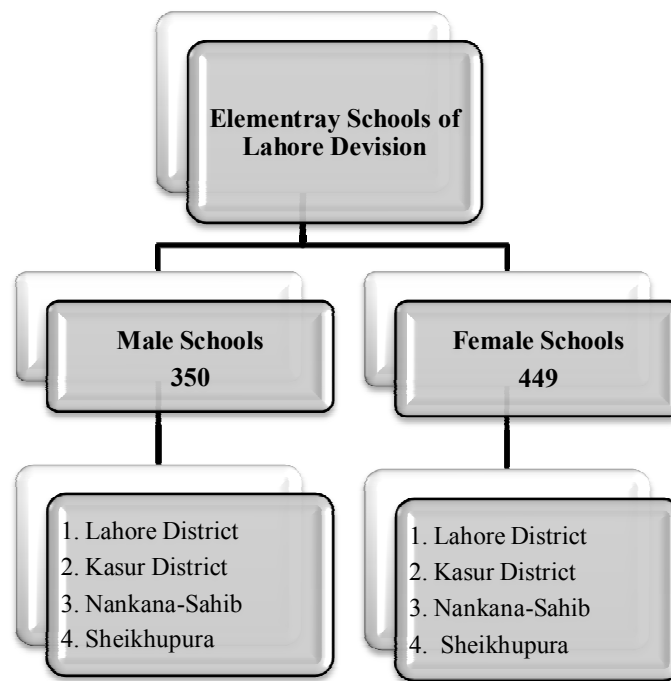 Elementray Schools of
Lahore Devision
Male Schools
350
Female Schools
449
1. Lahore District
2. Kasur District
3. Nankana-Sahib
4. Sheikhupura
1. Lahore District
2. Kasur District
3. Nankana-Sahib
4. Sheikhupura